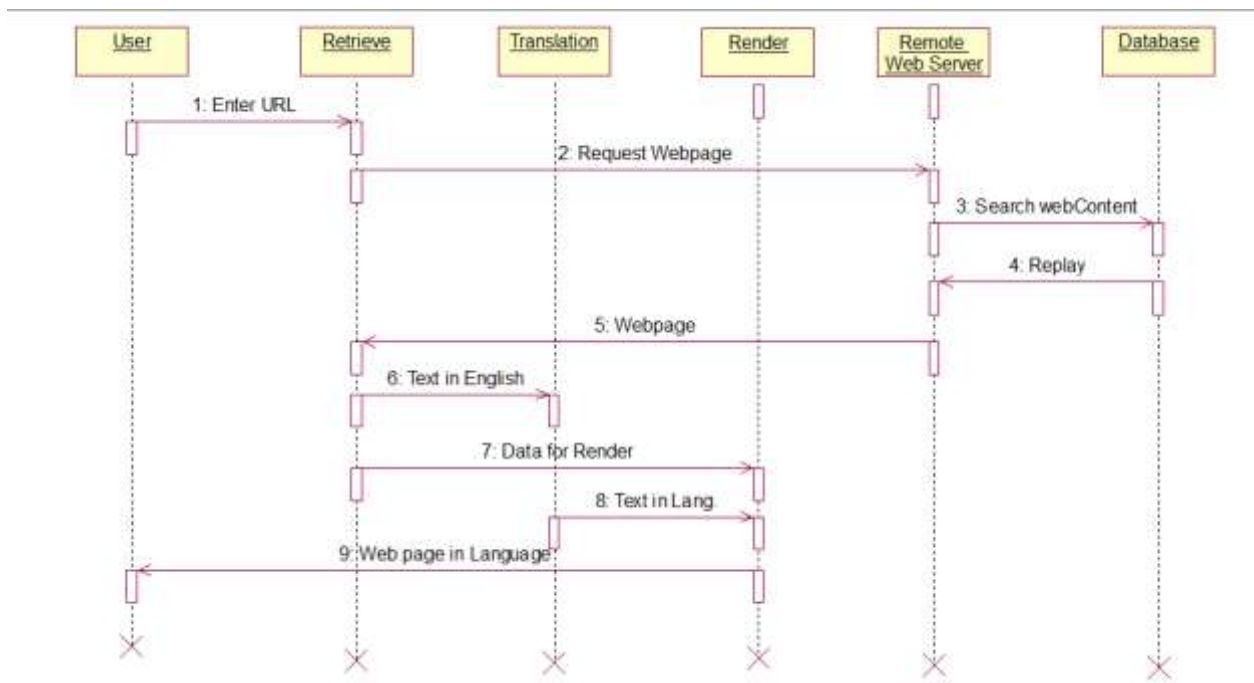 User
Retrieve
Translation
Render
Remote
Web Server
Database
1: Enter URL
2: Request Webpage
3: Search webContent
4: Replay
5: Webpage
6: Text in English
7: Data for Render
8: Text in Lang.
9: Web page in Language